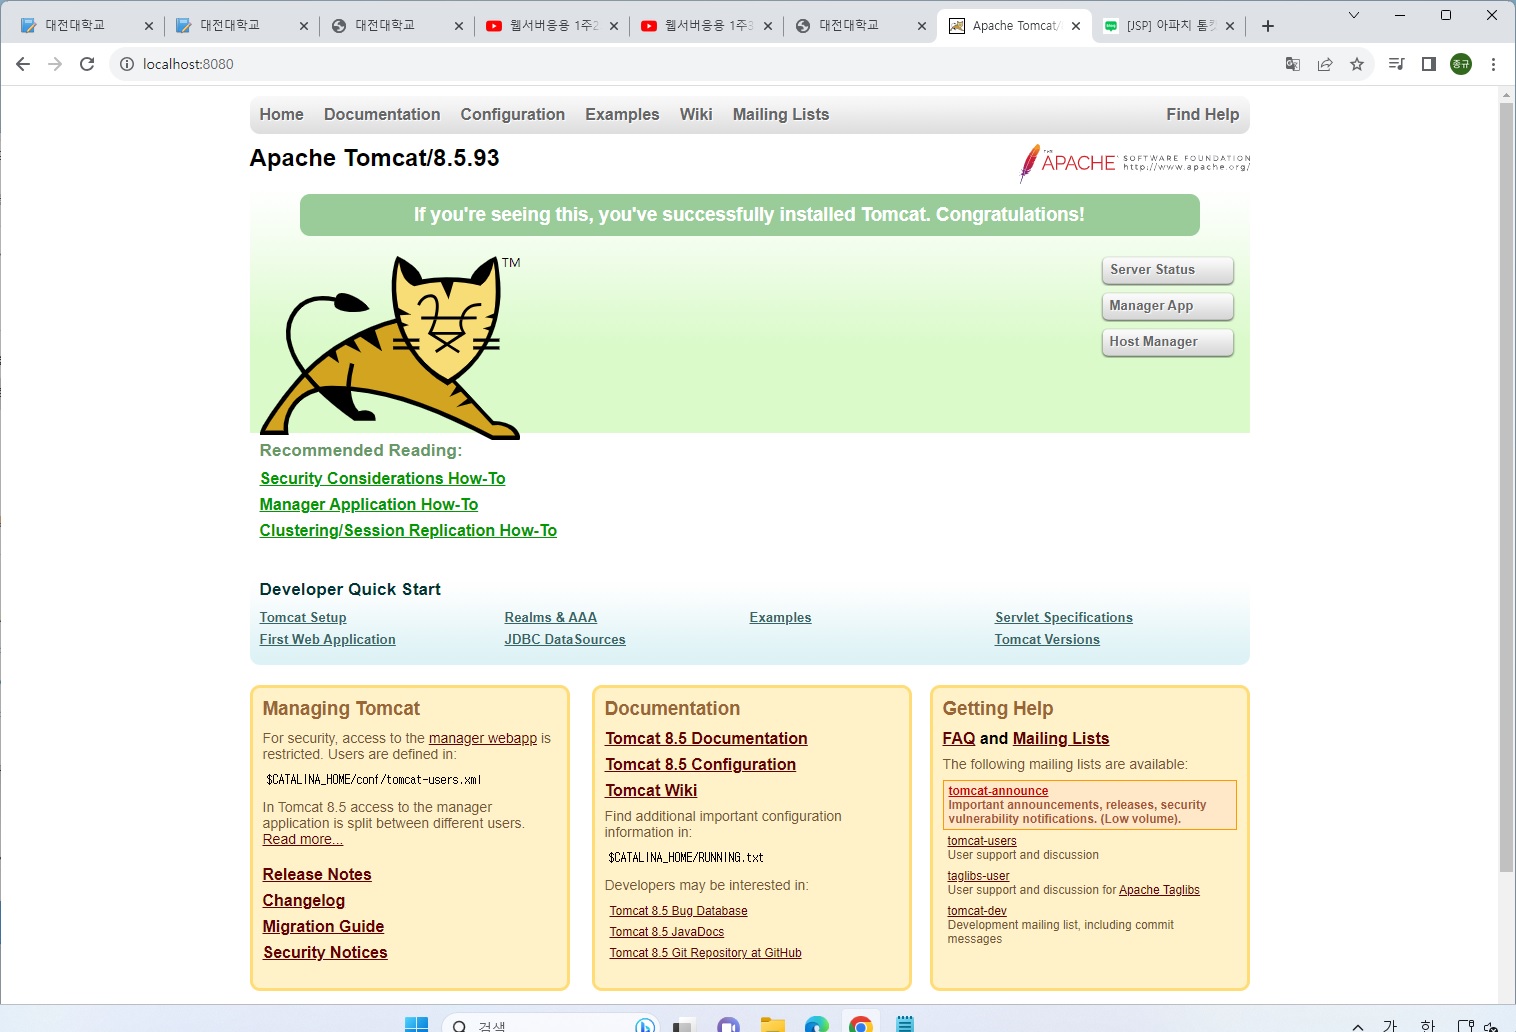 대전대학교
대전대학교
대전대학교
웹서버응용 1주2
웹서버응용 1주3
대전대학교
Apache Tomcat/
[JSP] 아파치 톰캣
localhost:8080
종규
Home Documentation Configuration Examples Wiki Mailing Lists Find Help
Apache Tomcat/8.5.93
THE APACHE SOFTWARE FOUNDATION
http://www.apache.org/
If you're seeing this, you've successfully installed Tomcat. Congratulations!
TM
Server Status
Manager App
Host Manager
Recommended Reading:
Security Considerations How-To
Manager Application How-To
Clustering/Session Replication How-To
Developer Quick Start
Tomcat Setup
First Web Application
Realms & AAA
JDBC DataSources
Examples
Servlet Specifications
Tomcat Versions
Managing Tomcat
For security, access to the manager webapp is
restricted. Users are defined in:
$CATALINA_HOME/conf/tomcat-users.xml
In Tomcat 8.5 access to the manager
application is split between different users.
Read more...
Release Notes
Changelog
Migration Guide
Security Notices
Documentation
Tomcat 8.5 Documentation
Tomcat 8.5 Configuration
Tomcat Wiki
Find additional important configuration
information in:
$CATALINA_HOME/RUNNING.txt
Developers may be interested in:
Tomcat 8.5 Bug Database
Tomcat 8.5 JavaDocs
Tomcat 8.5 Git Repository at GitHub
Getting Help
FAQ and Mailing Lists
The following mailing lists are available:
tomcat-announce
Important announcements, releases, security
vulnerability notifications. (Low volume).
tomcat-users
User support and discussion
taglibs-user
User support and discussion for Apache Taglibs
tomcat-dev
Development mailing list, including commit
messages
검색
가 한